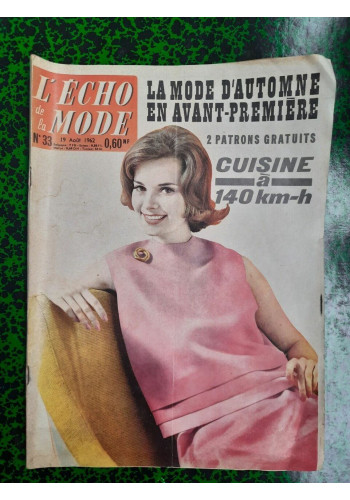 L'ÉCHO
de la
MODE
N° 33
19 Août 1962
0,60 NF
LA MODE D'AUTOMNE
EN AVANT-PREMIÈRE
2 PATRONS GRATUITS
CUISINE
à
140 km-h